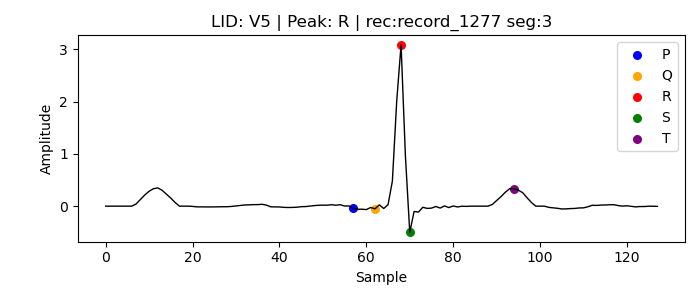 LID: V5 | Peak: R | rec:record_1277 seg:3
Amplitude
3
2
1
0
P
Q
R
S
T
0 20 40 60 80 100 120
Sample